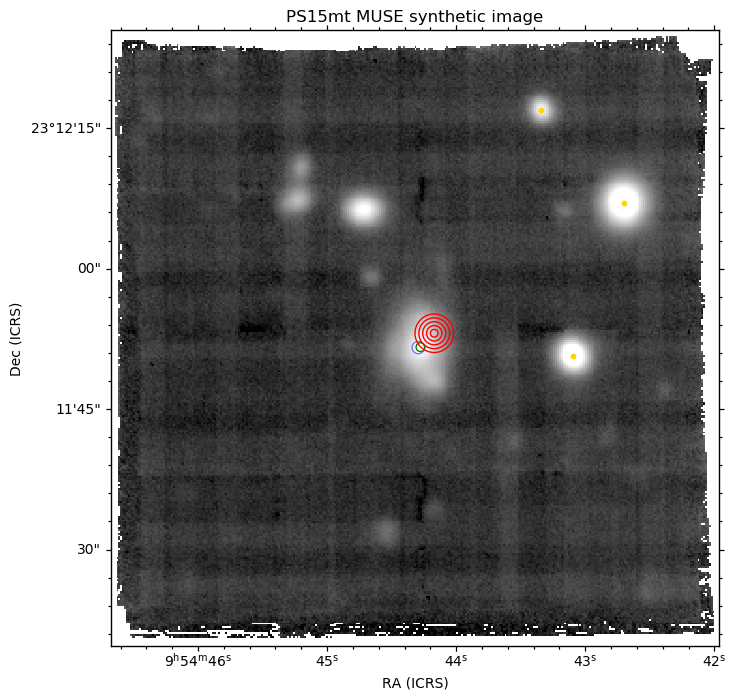 PS15mt MUSE synthetic image
23°12'15"
00"
11'45"
30"
Dec (ICRS)
9ʰ54ᵐ46ˢ 45ˢ 44ˢ 43ˢ 42ˢ
RA (ICRS)